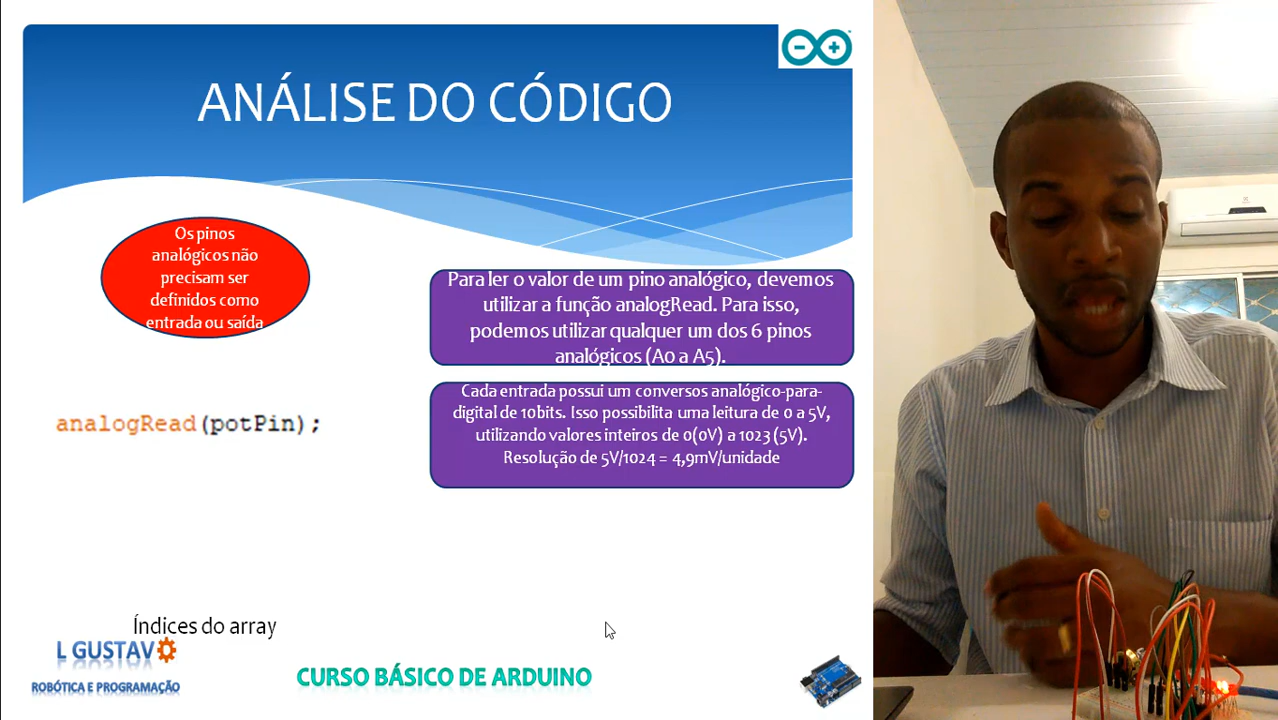 ANÁLISE DO CÓDIGO
Os pinos
analógicos não
precisam ser
definidos como
entrada ou saída
Para ler o valor de um pino analógico, devemos
utilizar a função analogRead. Para isso,
podemos utilizar qualquer um dos 6 pinos
analógicos (A0 a A5).
Cada entrada possui um conversos analógico-para-
digital de 10bits. Isso possibilita uma leitura de 0 a 5V,
utilizando valores inteiros de 0(0V) a 1023 (5V).
Resolução de 5V/1024 = 4,9mV/unidade
analogRead(potPin);
Índices do array
L GUSTAVO
ROBÓTICA E PROGRAMAÇÃO
CURSO BÁSICO DE ARDUINO